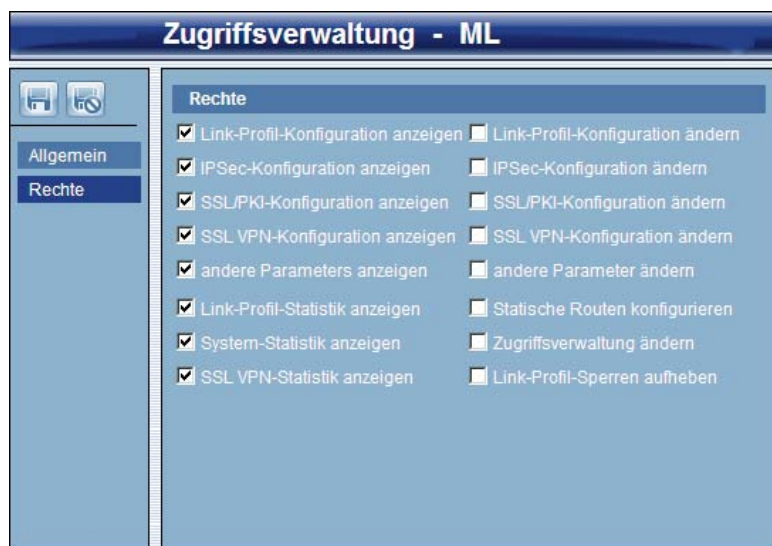 Zugriffsverwaltung - ML
Allgemein
Rechte
Rechte
Link-Profil-Konfiguration anzeigen Link-Profil-Konfiguration ändern
IPSec-Konfiguration anzeigen IPSec-Konfiguration ändern
SSL/PKI-Konfiguration anzeigen SSL/PKI-Konfiguration ändern
SSL VPN-Konfiguration anzeigen SSL VPN-Konfiguration ändern
andere Parameters anzeigen andere Parameter ändern
Link-Profil-Statistik anzeigen Statische Routen konfigurieren
System-Statistik anzeigen Zugriffsverwaltung ändern
SSL VPN-Statistik anzeigen Link-Profil-Sperren aufheben